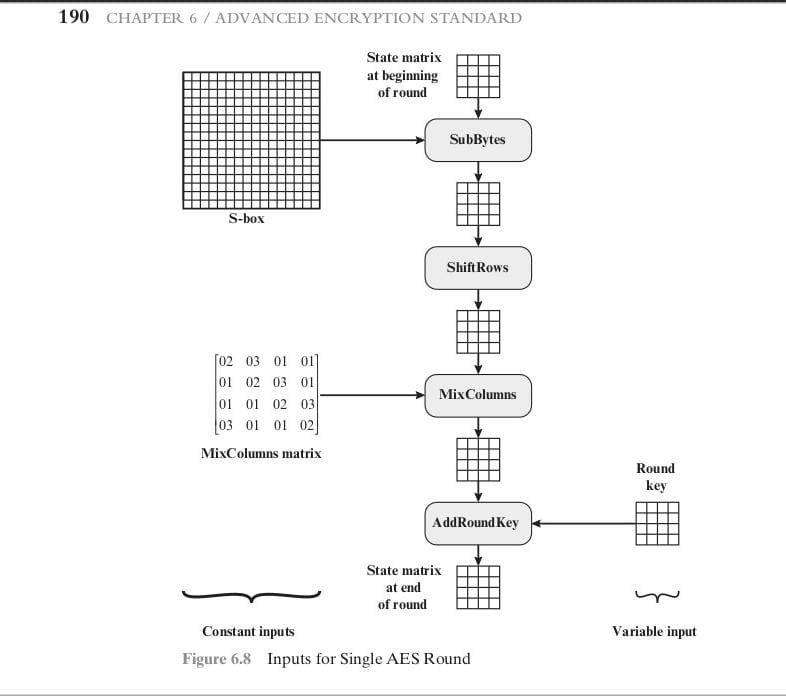 190 CHAPTER 6 / ADVANCED ENCRYPTION STANDARD
State matrix
at beginning
of round
SubBytes
S-box
ShiftRows
02 03 01 01
01 02 03 01
01 01 02 03
03 01 01 02
MixColumns
MixColumns matrix
Round
key
AddRoundKey
State matrix
at end
of round
Constant inputs
Variable input
Figure 6.8 Inputs for Single AES Round